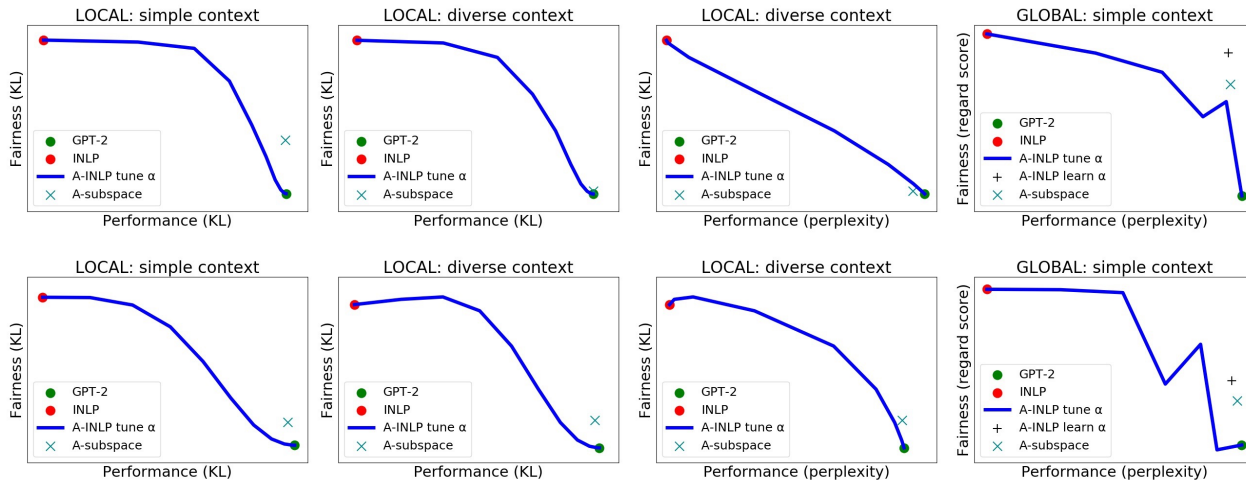 LOCAL: simple context
Fairness (KL)
GPT-2
INLP
A-INLP tune α
A-subspace
Performance (KL)
LOCAL: diverse context
Fairness (KL)
GPT-2
INLP
A-INLP tune α
A-subspace
Performance (KL)
LOCAL: diverse context
Fairness (KL)
GPT-2
INLP
A-INLP tune α
A-subspace
Performance (perplexity)
GLOBAL: simple context
Fairness (regard score)
GPT-2
INLP
A-INLP tune α
A-INLP learn α
A-subspace
Performance (perplexity)
LOCAL: simple context
Fairness (KL)
GPT-2
INLP
A-INLP tune α
A-subspace
Performance (KL)
LOCAL: diverse context
Fairness (KL)
GPT-2
INLP
A-INLP tune α
A-subspace
Performance (KL)
LOCAL: diverse context
Fairness (KL)
GPT-2
INLP
A-INLP tune α
A-subspace
Performance (perplexity)
GLOBAL: simple context
Fairness (regard score)
GPT-2
INLP
A-INLP tune α
A-INLP learn α
A-subspace
Performance (perplexity)